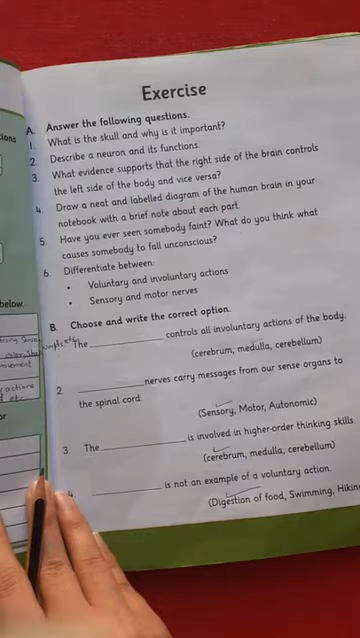 Exercise
A. Answer the following questions.
1. What is the skull and why is it important?
2. Describe a neuron and its functions.
3. What evidence supports that the right side of the brain controls
the left side of the body and vice versa?
4. Draw a neat and labelled diagram of the human brain in your
notebook with a brief note about each part.
5. Have you ever seen somebody faint? What do you think what
causes somebody to fall unconscious?
6. Differentiate between:
• Voluntary and involuntary actions
• Sensory and motor nerves
below.
B. Choose and write the correct option.
The ____________ controls all involuntary actions of the body.
(cerebrum, medulla, cerebellum)
2. ____________ nerves carry messages from our sense organs to
the spinal cord.
(Sensory, Motor, Autonomic)
3. The ____________ is involved in higher-order thinking skills.
(cerebrum, medulla, cerebellum)
4. ____________ is not an example of a voluntary action.
(Digestion of food, Swimming, Hikin